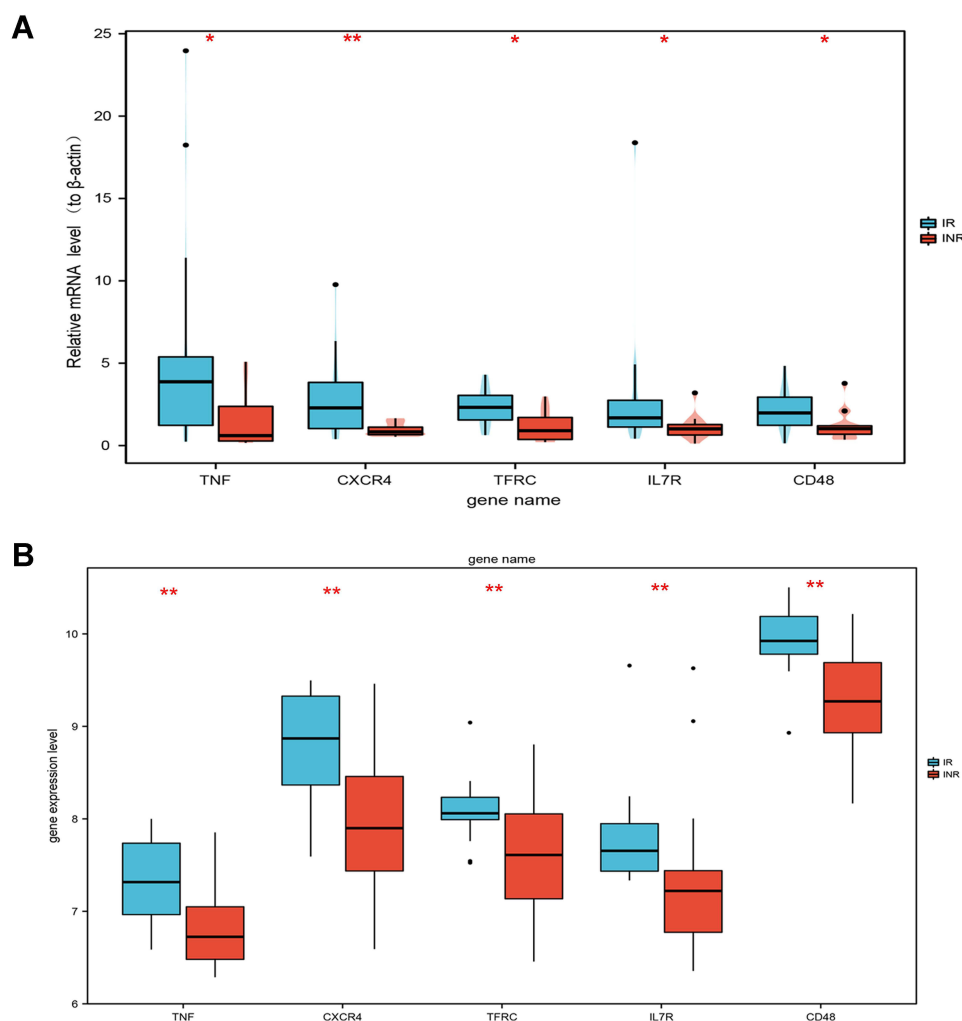 A
25
* ** * * *
20
15
10
5
0
Relative mRNA level (to β-actin)
IR
INR
TNF CXCR4 TFRC IL7R CD48
gene name
B
gene name
** ** ** ** **
10
9
8
7
6
gene expression level
IR
INR
TNF CXCR4 TFRC IL7R CD48